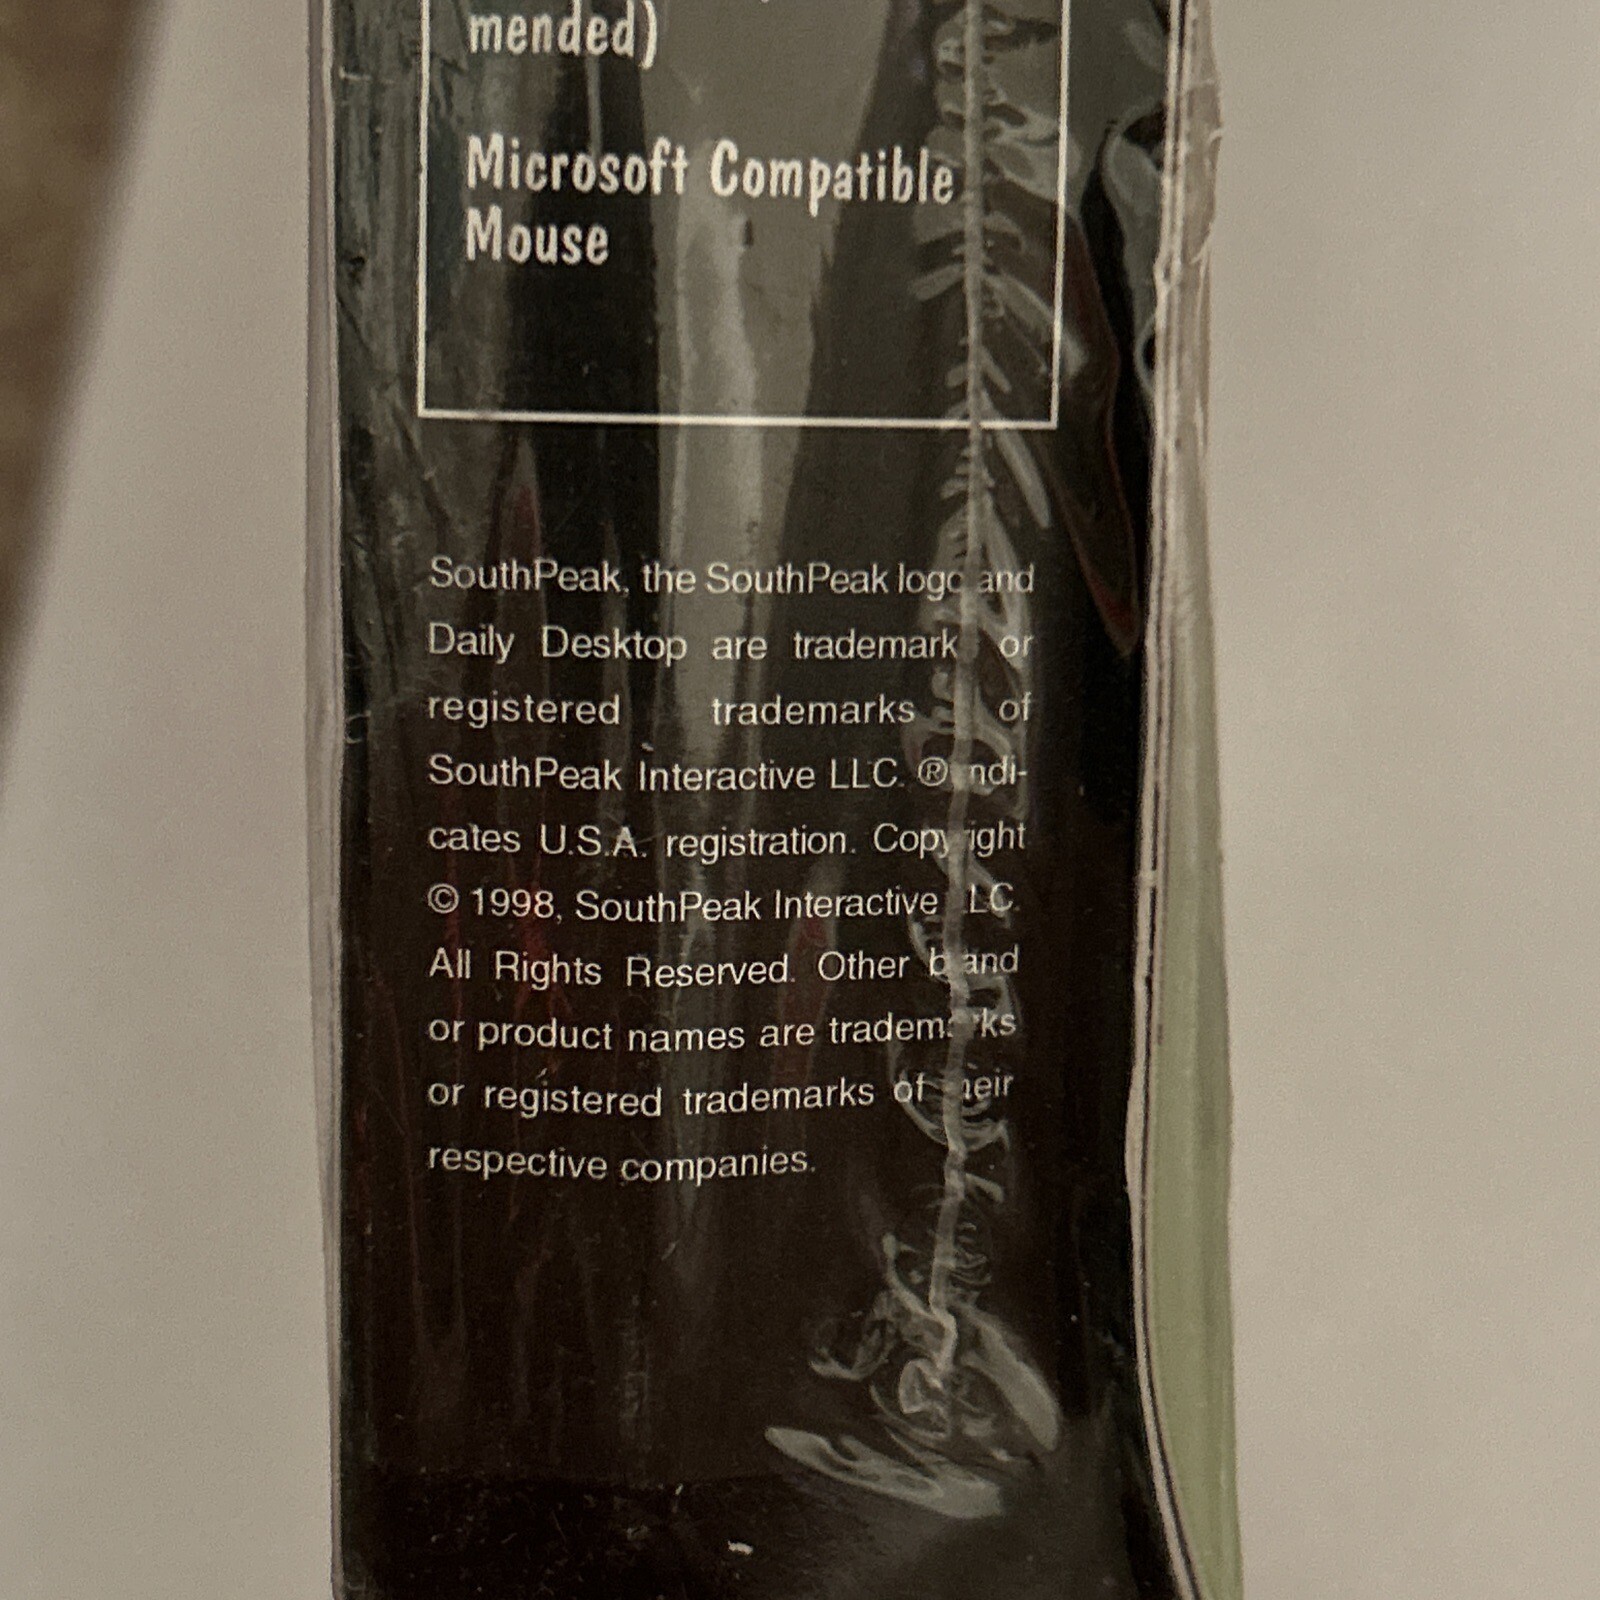 mended)
Microsoft Compatible
Mouse
SouthPeak, the SouthPeak logo and
Daily Desktop are trademark or
registered trademarks of
SouthPeak Interactive LLC. ® indi-
cates U.S.A. registration. Copyright
© 1998, SouthPeak Interactive LLC.
All Rights Reserved. Other brand
or product names are trademarks
or registered trademarks of their
respective companies.